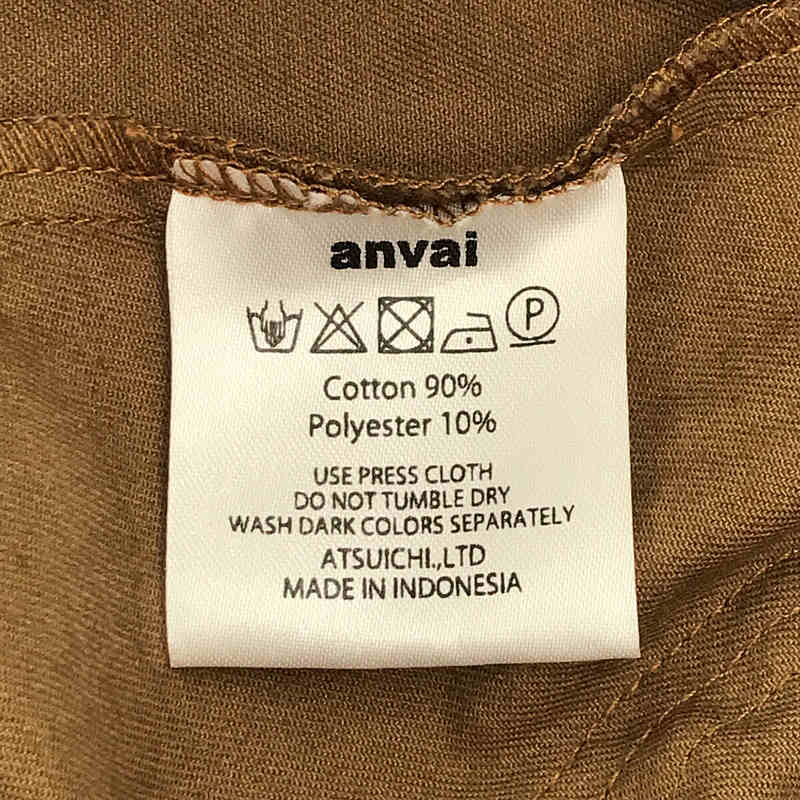 anvai
P
Cotton 90%
Polyester 10%
USE PRESS CLOTH
DO NOT TUMBLE DRY
WASH DARK COLORS SEPARATELY
ATSUICHI.,LTD
MADE IN INDONESIA